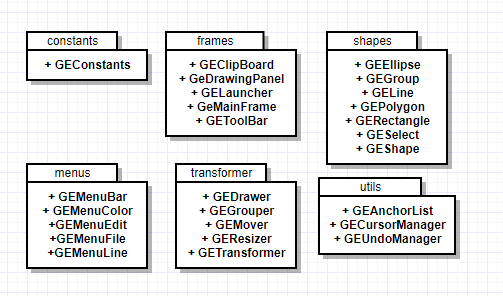 constants
+ GEConstants
frames
+ GEClipBoard
+ GeDrawingPanel
+ GELauncher
+ GeMainFrame
+ GEToolBar
shapes
+ GEEllipse
+ GEGroup
+ GELine
+ GEPolygon
+ GERectangle
+ GESelect
+ GEShape
menus
+ GEMenuBar
+ GEMenuColor
+GEMenuEdit
+GEMenuFile
+GEMenuLine
transformer
+ GEDrawer
+ GEGrouper
+ GEMover
+ GEResizer
+ GETransformer
utils
+ GEAnchorList
+ GECursorManager
+ GEUndoManager